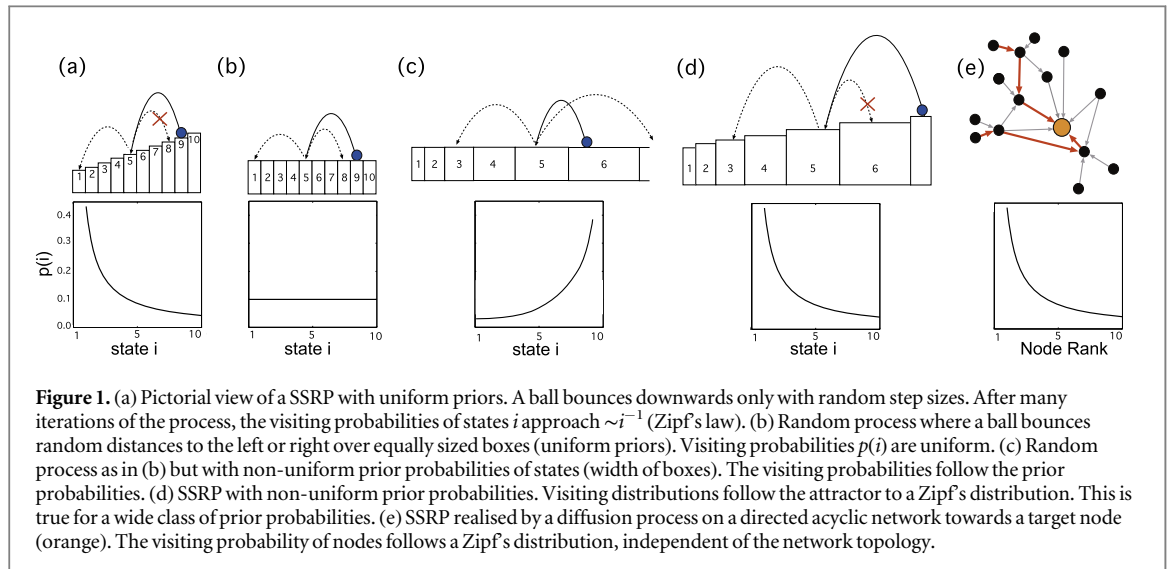 (a) (b) (c) (d) (e)
1 2 3 4 5 6 7 8 9 10
1 2 3 4 5 6 7 8 9 10
1 2 3 4 5 6
1 2 3 4 5 6
0.4
0.3
0.2
0.1
0.0
p(i)
1 5 10
state i
1 5 10
state i
1 5 10
state i
1 5 10
state i
1 5 10
Node Rank
Figure 1. (a) Pictorial view of a SSRP with uniform priors. A ball bounces downwards only with random step sizes. After many
iterations of the process, the visiting probabilities of states i approach ~i⁻¹ (Zipf's law). (b) Random process where a ball bounces
random distances to the left or right over equally sized boxes (uniform priors). Visiting probabilities p(i) are uniform. (c) Random
process as in (b) but with non-uniform prior probabilities of states (width of boxes). The visiting probabilities follow the prior
probabilities. (d) SSRP with non-uniform prior probabilities. Visiting distributions follow the attractor to a Zipf's distribution. This is
true for a wide class of prior probabilities. (e) SSRP realised by a diffusion process on a directed acyclic network towards a target node
(orange). The visiting probability of nodes follows a Zipf's distribution, independent of the network topology.